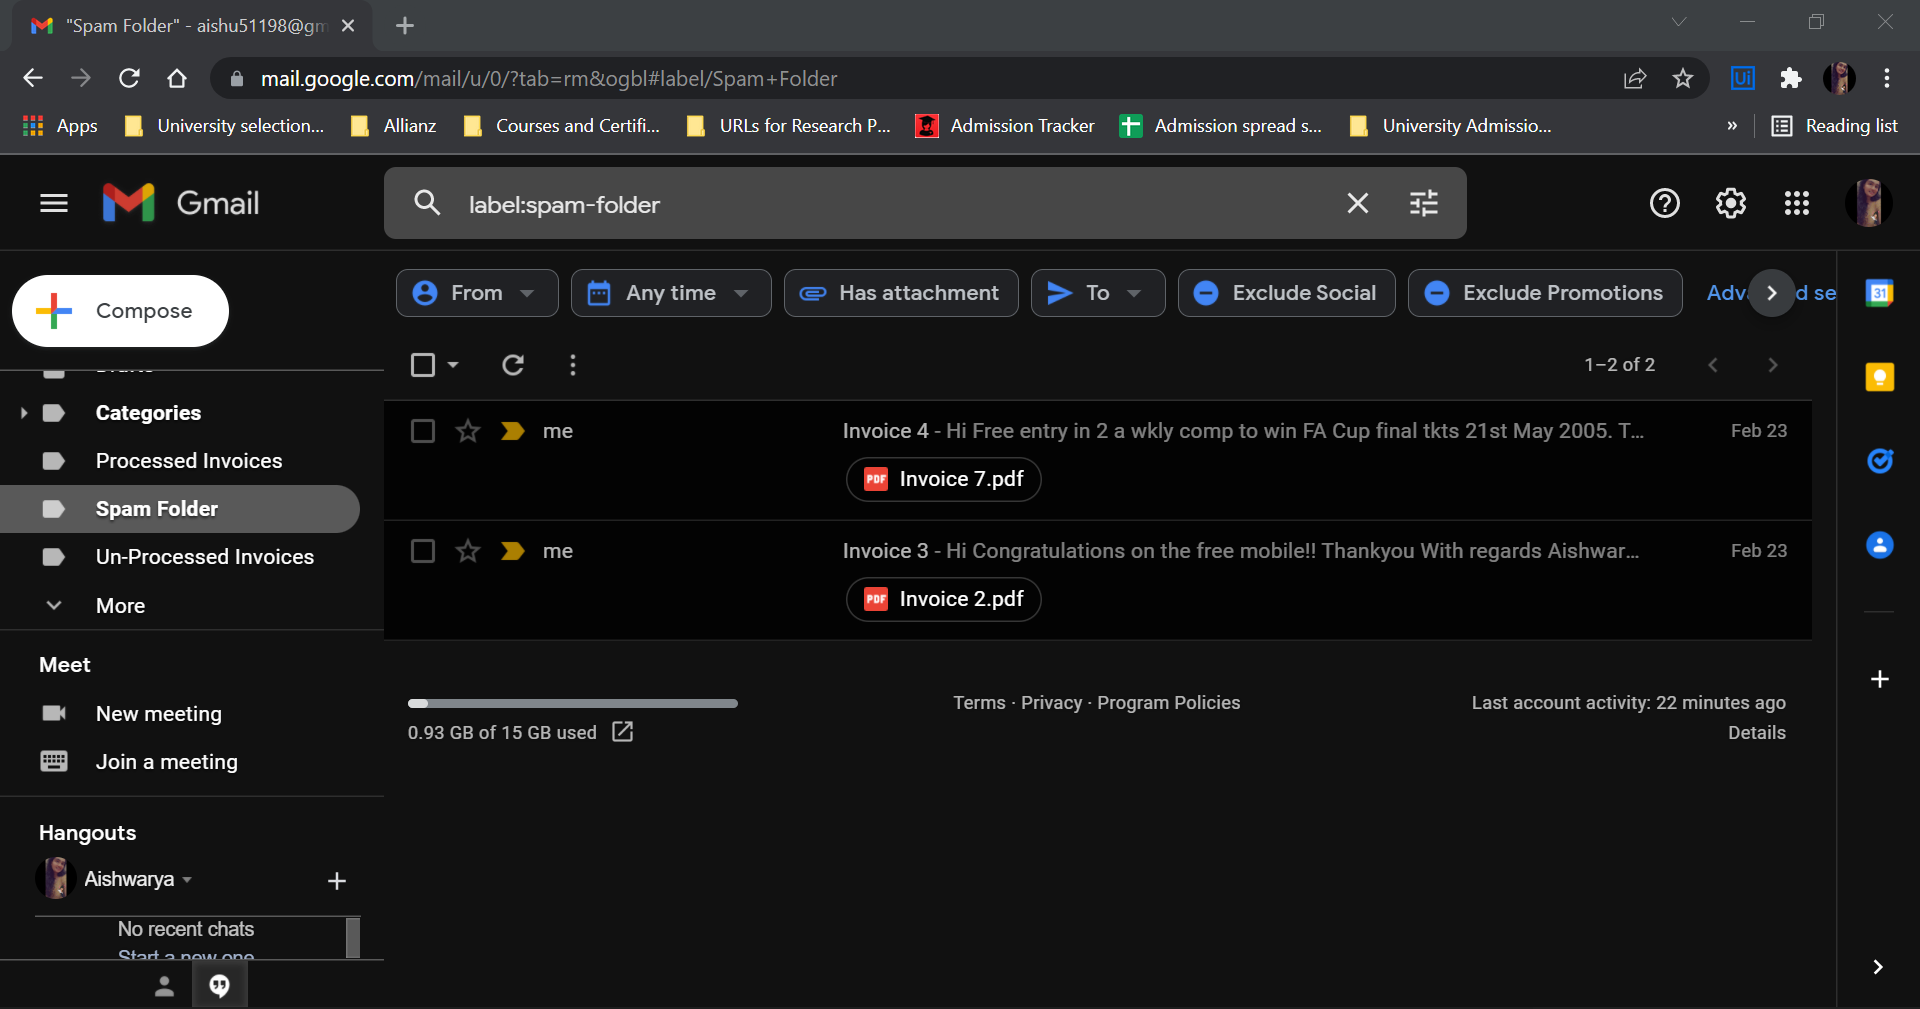 "Spam Folder" - aishu51198@gm
mail.google.com/mail/u/0/?tab=rm&ogbl#label/Spam+Folder
Ui
Apps University selection... Allianz Courses and Certifi... URLs for Research P... Admission Tracker Admission spread s... University Admissio... » Reading list
Gmail
label:spam-folder
Compose
From Any time Has attachment To Exclude Social Exclude Promotions Adv d se
31
1–2 of 2
Categories
Processed Invoices
Spam Folder
Un-Processed Invoices
More
me Invoice 4 - Hi Free entry in 2 a wkly comp to win FA Cup final tkts 21st May 2005. T... Feb 23
PDF Invoice 7.pdf
me Invoice 3 - Hi Congratulations on the free mobile!! Thankyou With regards Aishwar... Feb 23
PDF Invoice 2.pdf
Meet
New meeting
Join a meeting
0.93 GB of 15 GB used
Terms · Privacy · Program Policies
Last account activity: 22 minutes ago
Details
Hangouts
Aishwarya
No recent chats
Start a new one